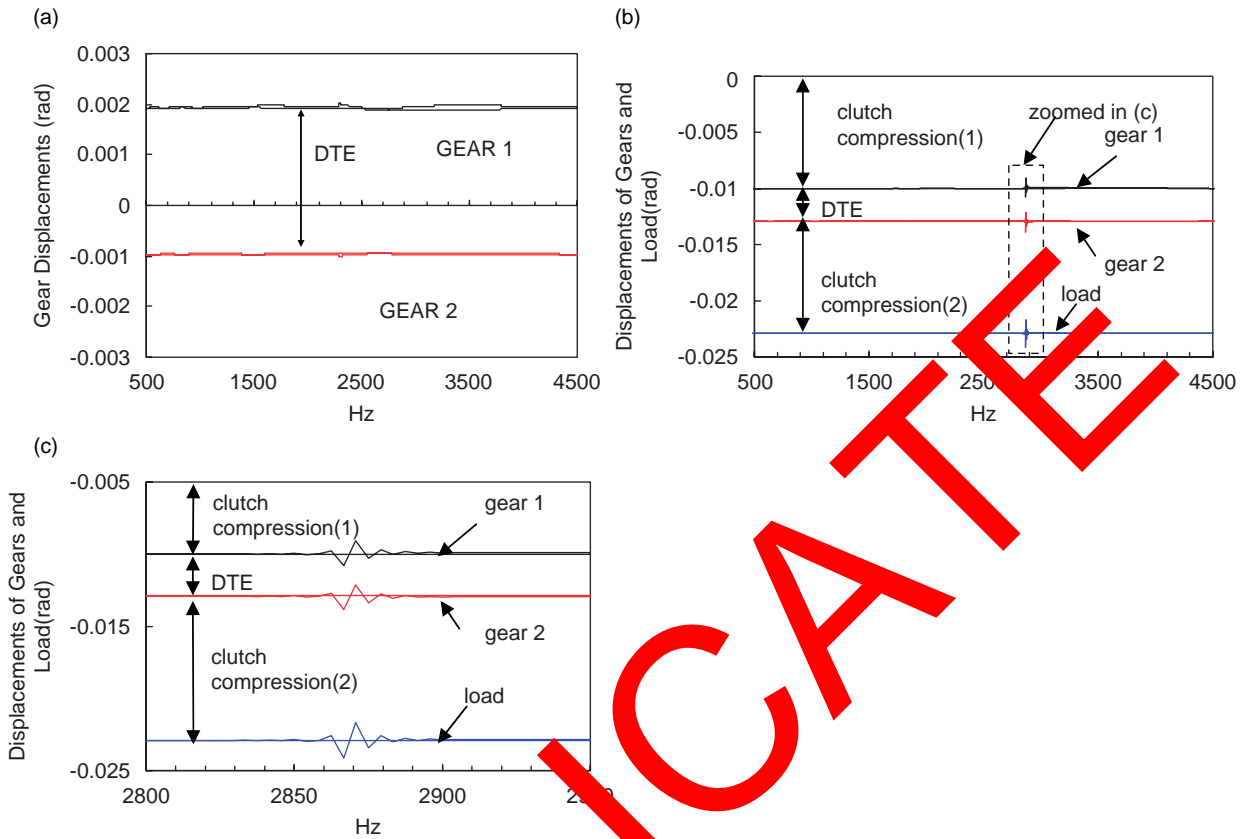 (a)
0.003
0.002
0.001
0
-0.001
-0.002
-0.003
Gear Displacements (rad)
DTE
GEAR 1
GEAR 2
500
1500
2500
3500
4500
Hz
(b)
0
-0.005
-0.01
-0.015
-0.02
-0.025
Displacements of Gears and
Load(rad)
clutch
compression(1)
zoomed in (c)
gear 1
DTE
gear 2
clutch
compression(2)
load
500
1500
3500
4500
Hz
(c)
-0.005
-0.015
-0.025
Displacements of Gears and
Load(rad)
clutch
compression(1)
gear 1
DTE
gear 2
clutch
compression(2)
load
2800
2850
2900
Hz
ICATE